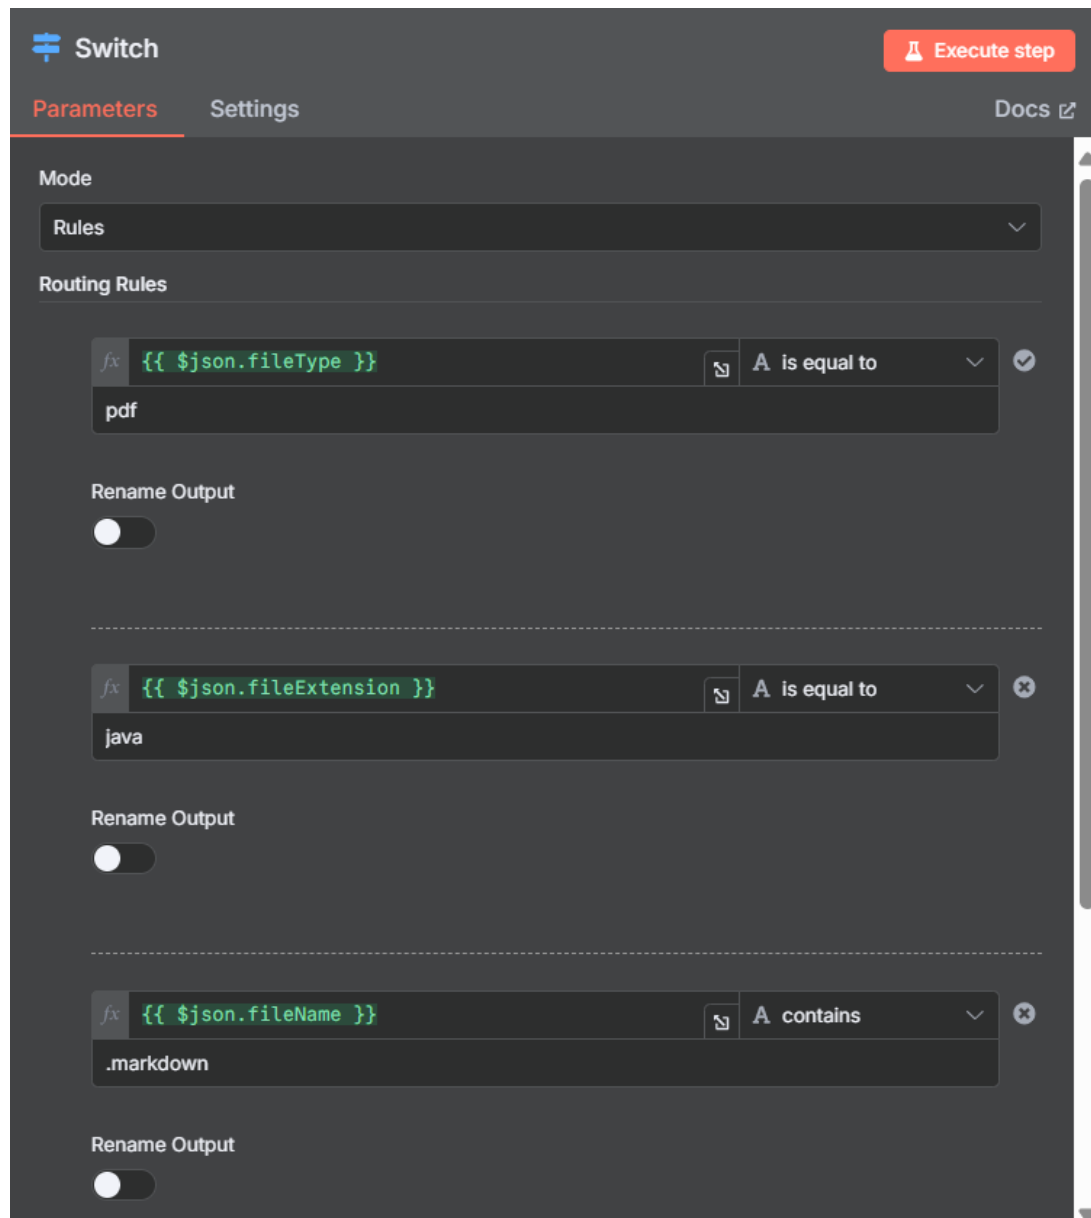 Switch
Execute step
Parameters
Settings
Docs
Mode
Rules
Routing Rules
fx {{ $json.fileType }}
A is equal to
pdf
Rename Output
fx {{ $json.fileExtension }}
A is equal to
java
Rename Output
fx {{ $json.fileName }}
A contains
.markdown
Rename Output